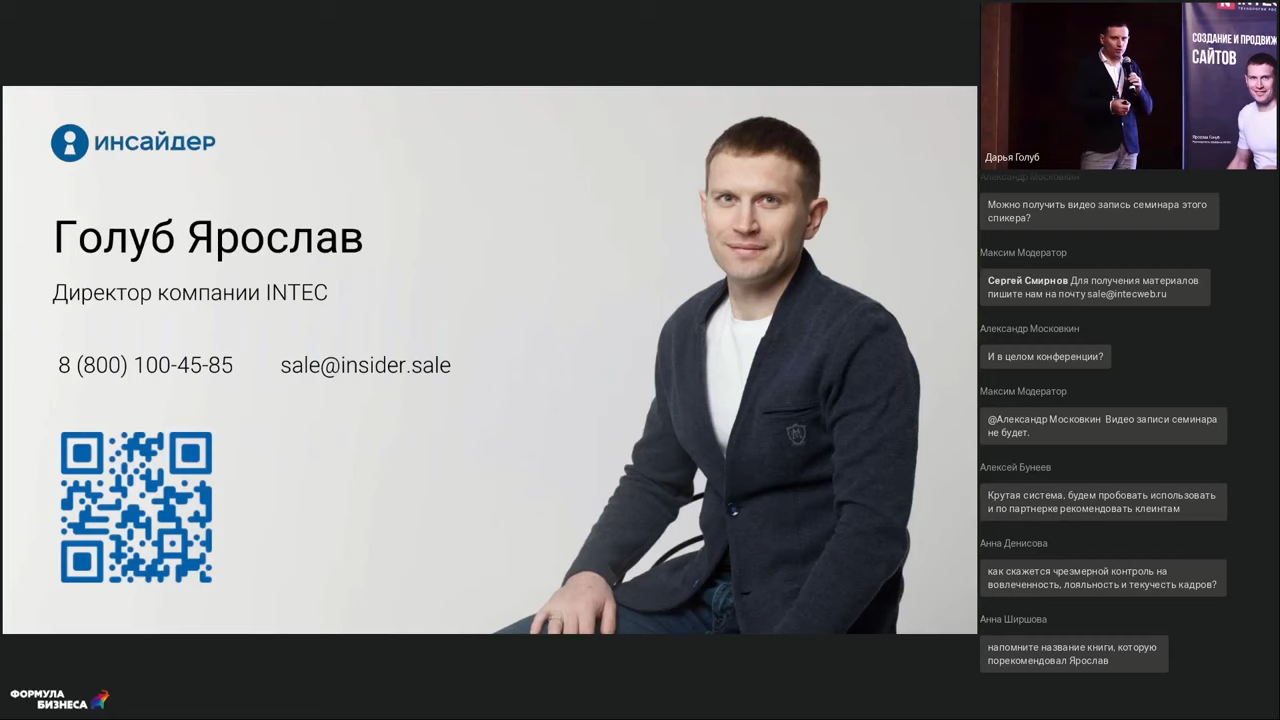 инсайдер
Голуб Ярослав
Директор компании INTEC
8 (800) 100-45-85 sale@insider.sale
ФОРМУЛА
БИЗНЕСА
СОЗДАНИЕ И ПРОДВИЖ
САЙТОВ
Дарья Голуб
Александр Московкин
Можно получить видео запись семинара этого
спикера?
Максим Модератор
Сергей Смирнов Для получения материалов
пишите нам на почту sale@intecweb.ru
Александр Московкин
И в целом конференции?
Максим Модератор
@Александр Московкин Видео записи семинара
не будет.
Алексей Бунеев
Крутая система, будем пробовать использовать
и по партнерке рекомендовать клеинтам
Анна Денисова
как скажется чрезмерной контроль на
вовлеченность, лояльность и текучесть кадров?
Анна Ширшова
напомните название книги, которую
порекомендовал Ярослав